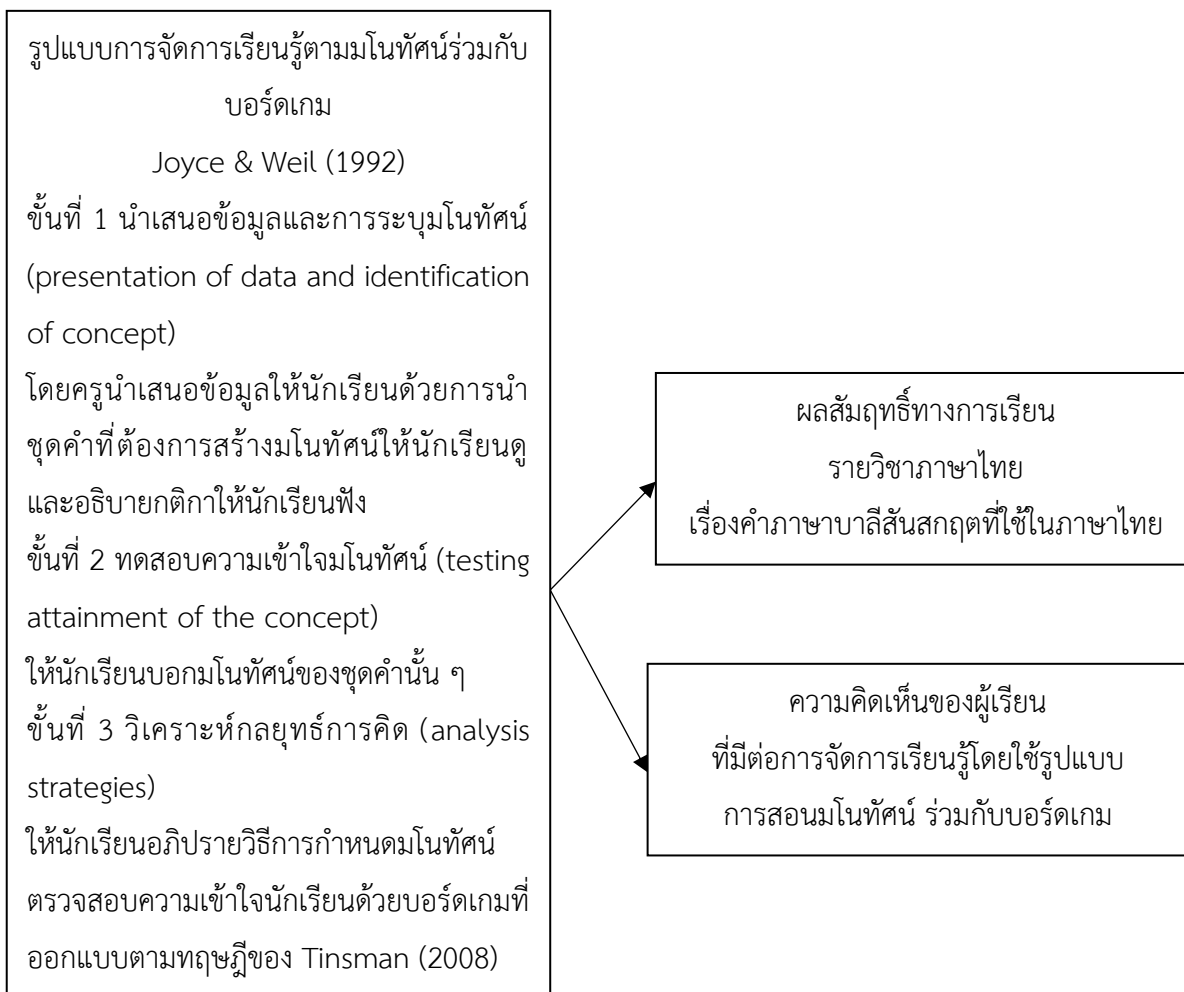 รูปแบบการจัดการเรียนรู้ตามมโนทัศน์ร่วมกับ
บอร์ดเกม
Joyce & Weil (1992)
ขั้นที่ 1 นำเสนอข้อมูลและการระบุมโนทัศน์
(presentation of data and identification
of concept)
โดยครูนำเสนอข้อมูลให้นักเรียนด้วยการนำ
ชุดคำที่ต้องการสร้างมโนทัศน์ให้นักเรียนดู
และอธิบายกติกาให้นักเรียนฟัง
ขั้นที่ 2 ทดสอบความเข้าใจมโนทัศน์ (testing
attainment of the concept)
ให้นักเรียนบอกมโนทัศน์ของชุดคำนั้น ๆ
ขั้นที่ 3 วิเคราะห์กลยุทธ์การคิด (analysis
strategies)
ให้นักเรียนอภิปรายวิธีการกำหนดมโนทัศน์
ตรวจสอบความเข้าใจนักเรียนด้วยบอร์ดเกมที่
ออกแบบตามทฤษฎีของ Tinsman (2008)
ผลสัมฤทธิ์ทางการเรียน
รายวิชาภาษาไทย
เรื่องคำภาษาบาลีสันสกฤตที่ใช้ในภาษาไทย
ความคิดเห็นของผู้เรียน
ที่มีต่อการจัดการเรียนรู้โดยใช้รูปแบบ
การสอนมโนทัศน์ ร่วมกับบอร์ดเกม